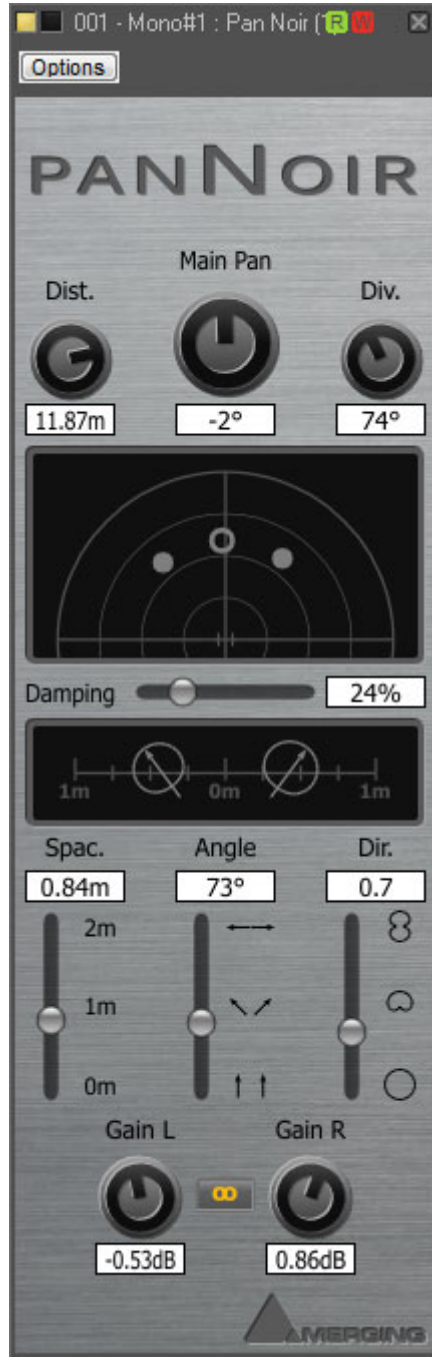 001 - Mono#1 : Pan Noir (
R W
Options
PANNOIR
Main Pan
Dist. Div.
11.87m -2° 74°
Damping 24%
1m 0m 1m
Spac. Angle Dir.
0.84m 73° 0.7
2m
1m
0m
Gain L Gain R
-0.53dB 0.86dB
MERGING